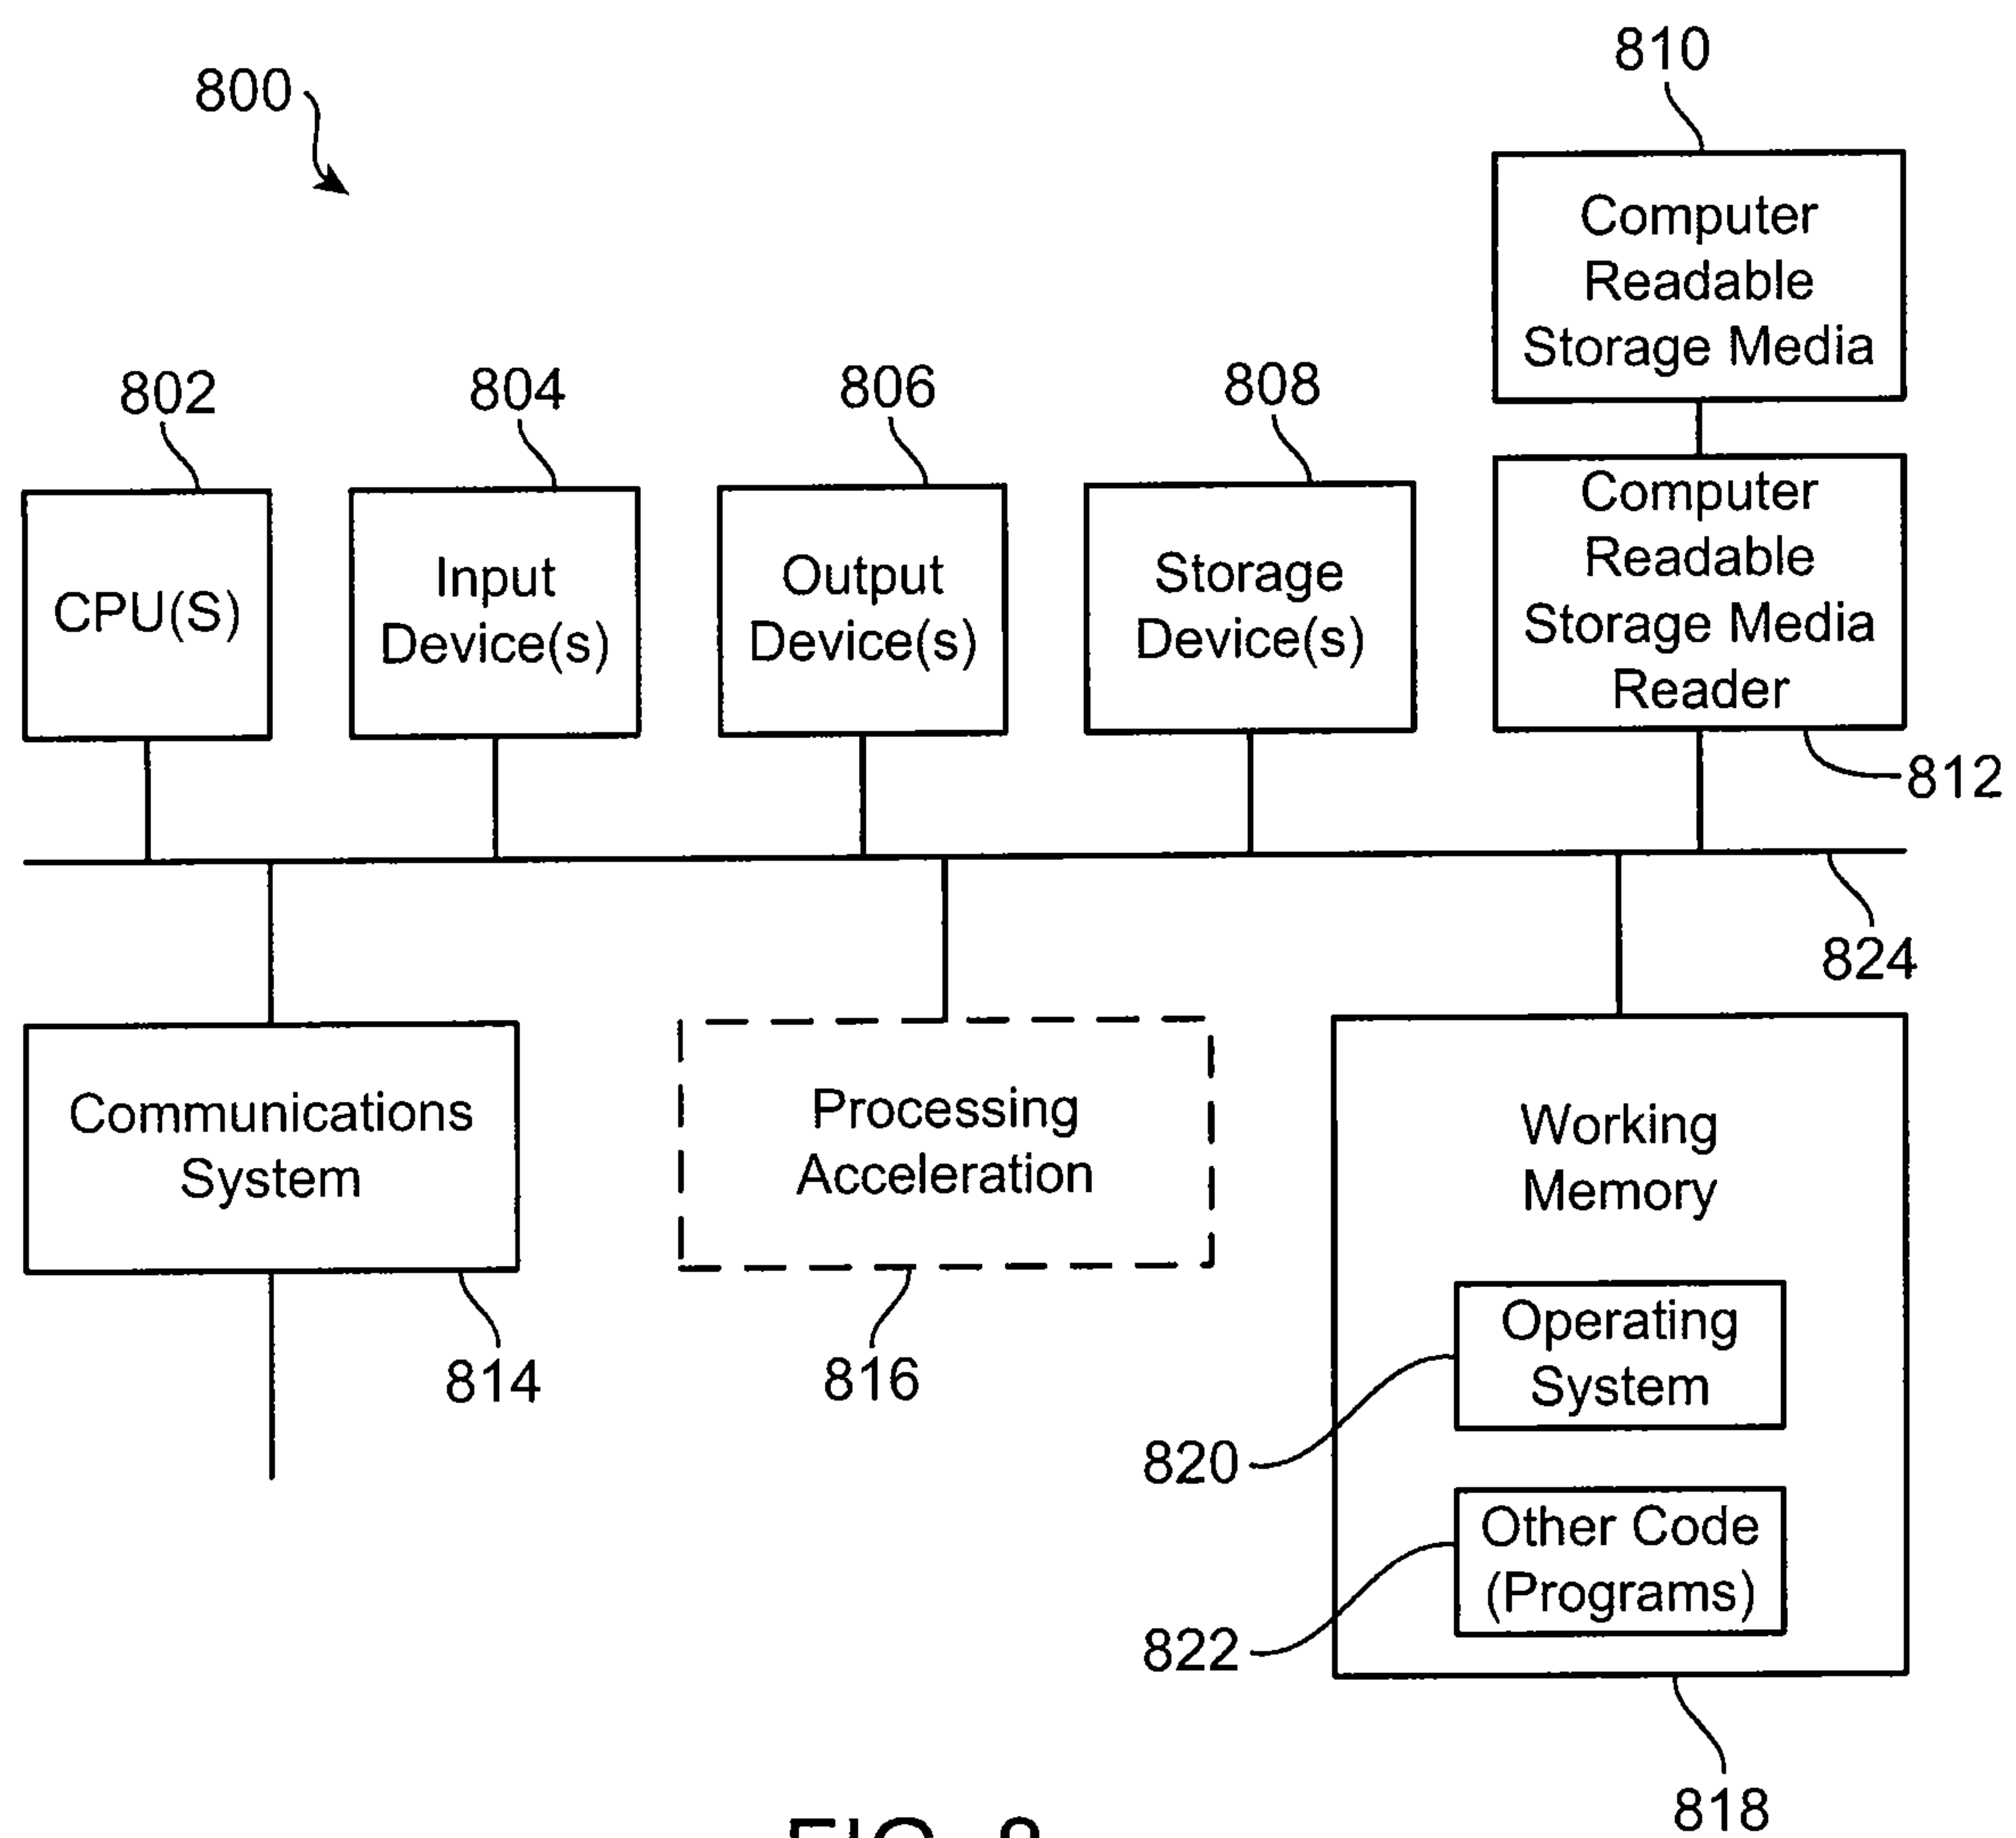 800
810
Computer
Readable
Storage Media
802
804
806
808
CPU(S)
Input
Device(s)
Output
Device(s)
Storage
Device(s)
Computer
Readable
Storage Media
Reader
812
824
Communications
System
814
Processing
Acceleration
816
Working
Memory
Operating
System
820
Other Code
(Programs)
822
818
FIG. 8